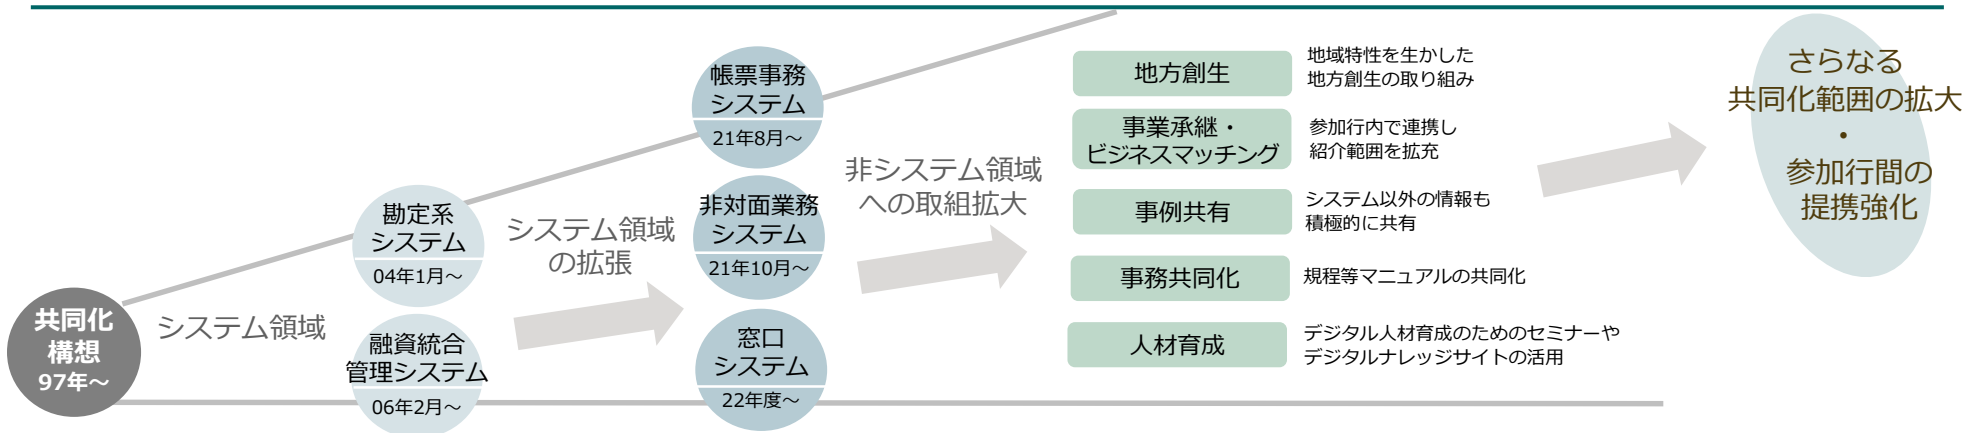 共同化
構想
97年～
システム領域
勘定系
システム
04年1月～
融資統合
管理システム
06年2月～
システム領域
の拡張
帳票事務
システム
21年8月～
非対面業務
システム
21年10月～
窓口
システム
22年度～
非システム領域
への取組拡大
地方創生
地域特性を生かした
地方創生の取り組み
事業承継・
ビジネスマッチング
参加行内で連携し
紹介範囲を拡充
事例共有
システム以外の情報も
積極的に共有
事務共同化
規程等マニュアルの共同化
人材育成
デジタル人材育成のためのセミナーや
デジタルナレッジサイトの活用
さらなる
共同化範囲の拡大
・
参加行間の
提携強化